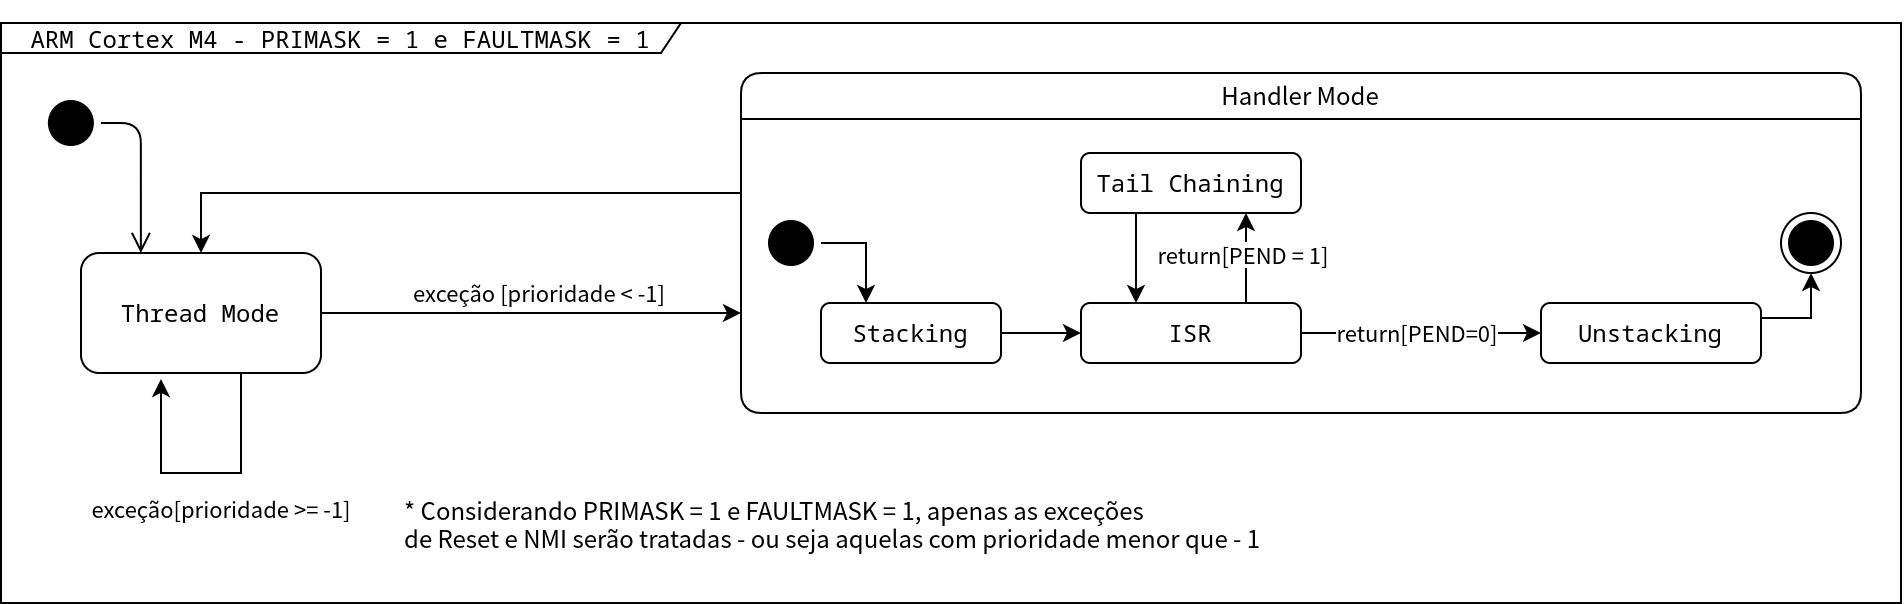 ARM Cortex M4 - PRIMASK = 1 e FAULTMASK = 1
Handler Mode
Tail Chaining
return[PEND = 1]
exceção [prioridade < -1]
Thread Mode
Stacking
ISR
return[PEND=0]
Unstacking
exceção[prioridade >= -1]
* Considerando PRIMASK = 1 e FAULTMASK = 1, apenas as exceções
de Reset e NMI serão tratadas - ou seja aquelas com prioridade menor que - 1